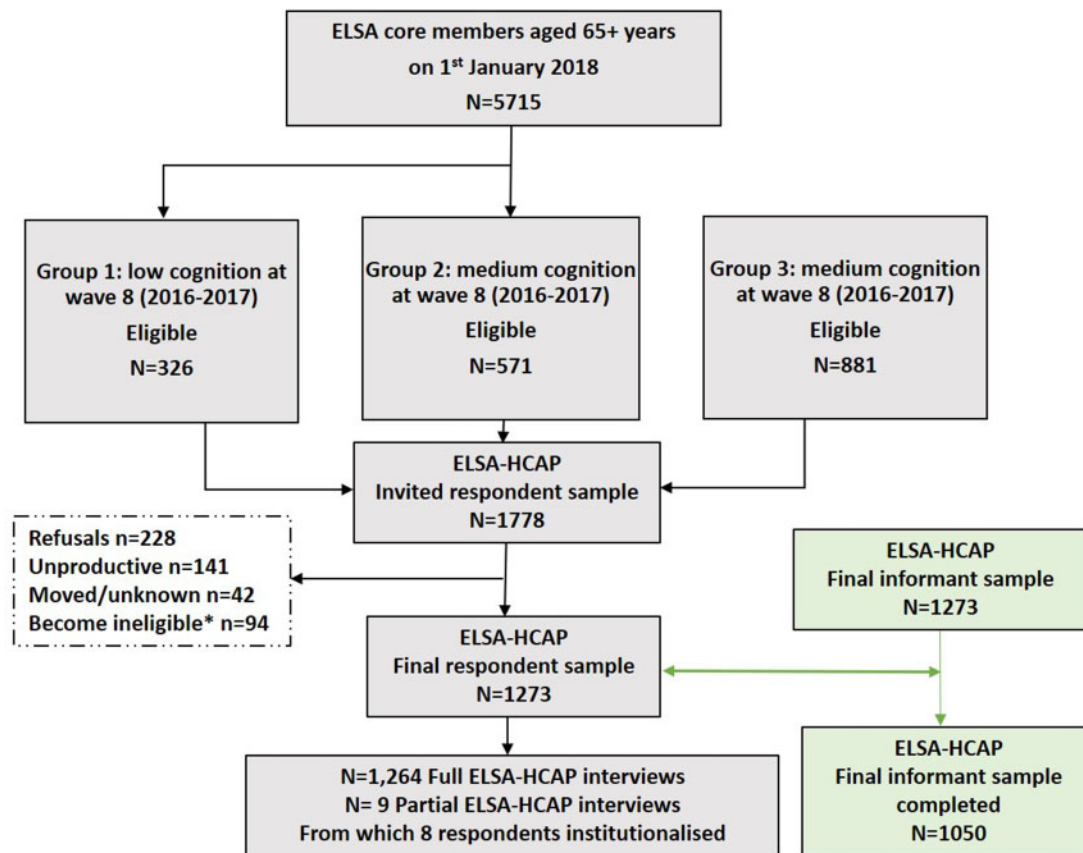 ELSA core members aged 65+ years
on 1st January 2018
N=5715
Group 1: low cognition at
wave 8 (2016-2017)
Eligible
N=326
Group 2: medium cognition
at wave 8 (2016-2017)
Eligible
N=571
Group 3: medium cognition
at wave 8 (2016-2017)
Eligible
N=881
ELSA-HCAP
Invited respondent sample
N=1778
Refusals n=228
Unproductive n=141
Moved/unknown n=42
Become ineligible* n=94
ELSA-HCAP
Final informant sample
N=1273
ELSA-HCAP
Final respondent sample
N=1273
N=1,264 Full ELSA-HCAP interviews
N= 9 Partial ELSA-HCAP interviews
From which 8 respondents institutionalised
ELSA-HCAP
Final informant sample
completed
N=1050